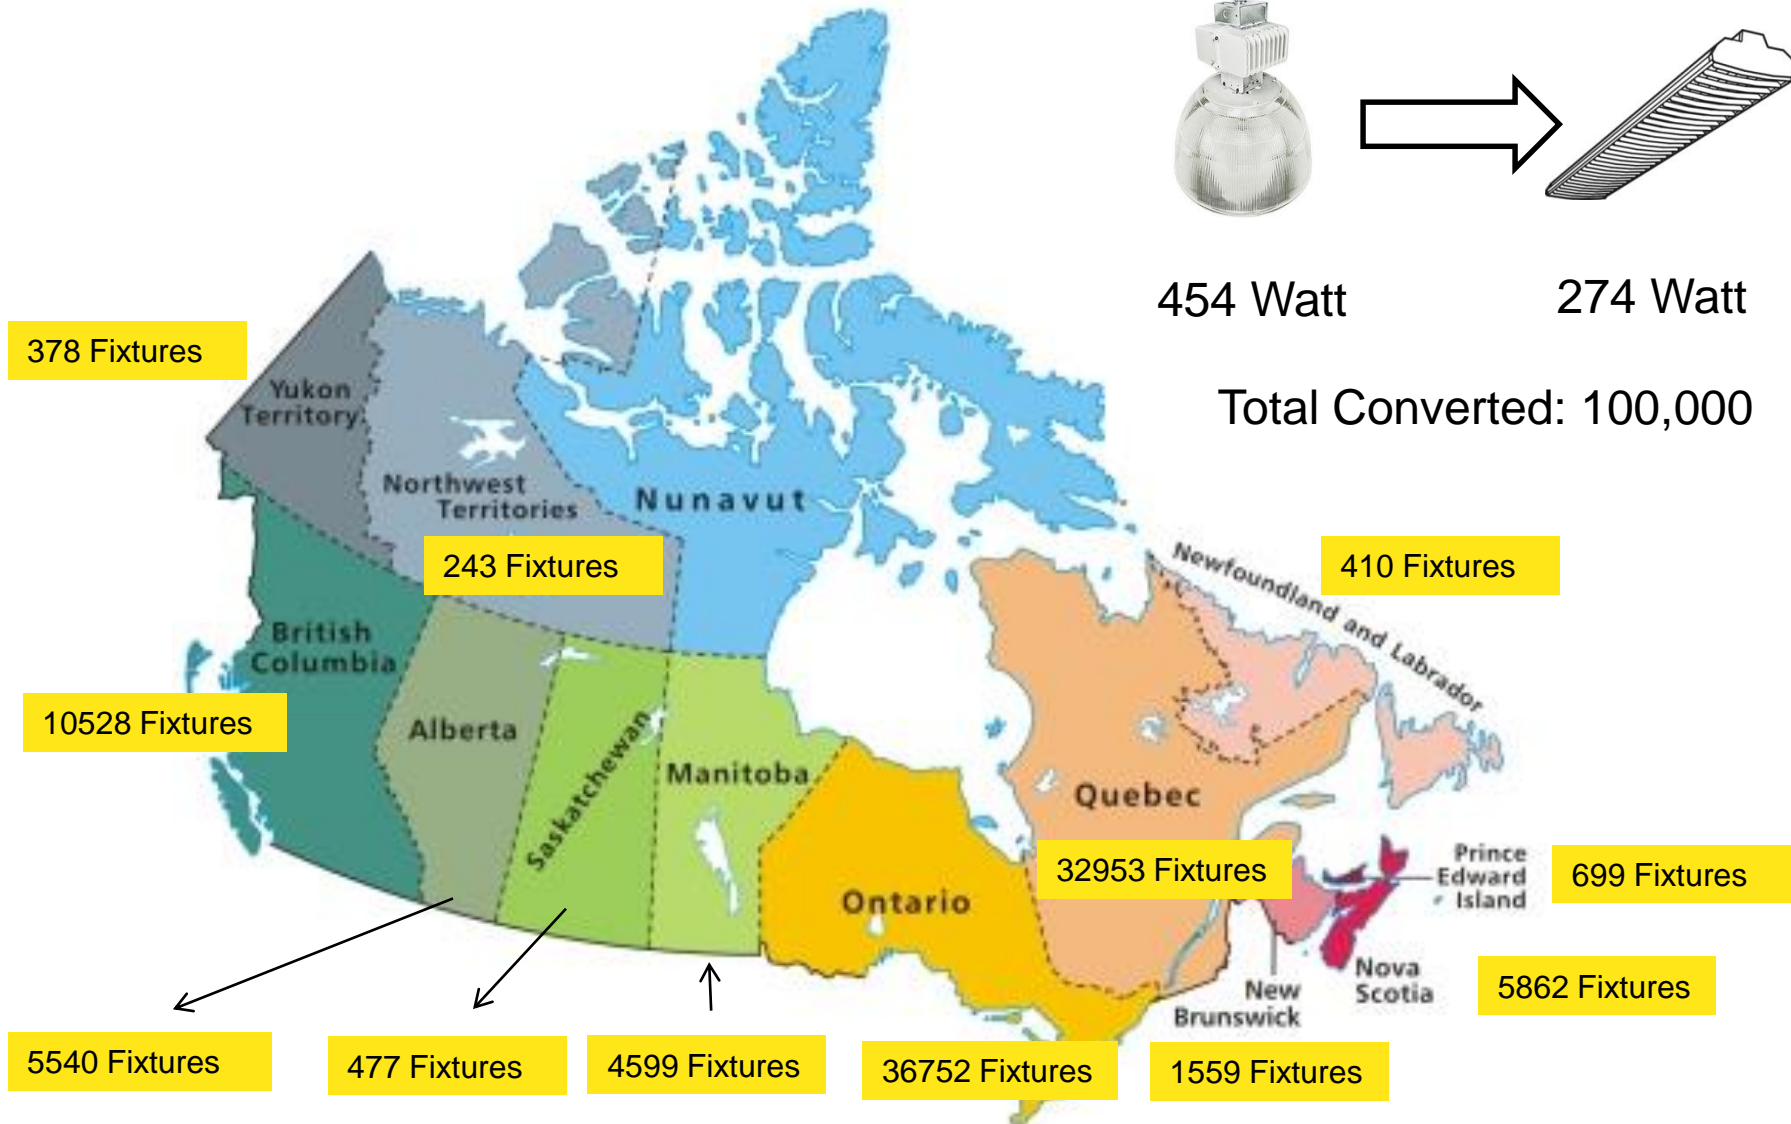 454 Watt
274 Watt
Total Converted: 100,000
378 Fixtures
Yukon
Territory
Northwest
Territories
Nunavut
243 Fixtures
Newfoundland and Labrador
410 Fixtures
British
Columbia
10528 Fixtures
Alberta
Saskatchewan
Manitoba
Quebec
32953 Fixtures
Ontario
Prince
Edward
Island
699 Fixtures
Nova
Scotia
5862 Fixtures
New
Brunswick
5540 Fixtures
477 Fixtures
4599 Fixtures
36752 Fixtures
1559 Fixtures